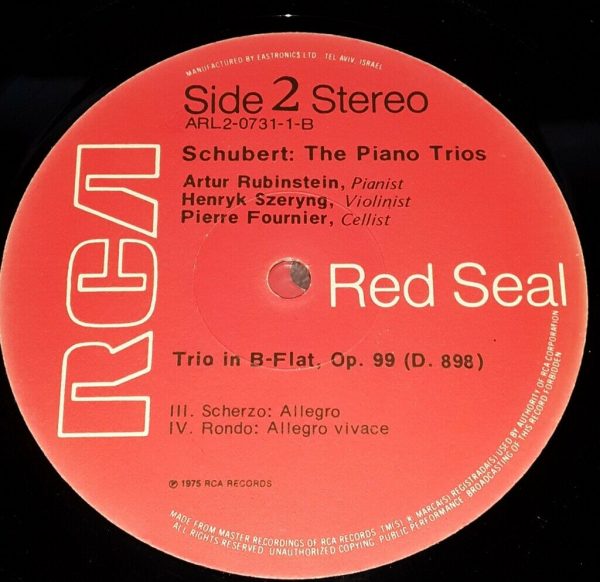 MANUFACTURED BY EASTRONICS LTD. TEL AVIV, ISRAEL
Side 2 Stereo
ARL2-0731-1-B
Schubert: The Piano Trios
Artur Rubinstein, Pianist
Henryk Szeryng, Violinist
Pierre Fournier, Cellist
RCA
Red Seal
Trio in B-Flat, Op. 99 (D. 898)
III. Scherzo: Allegro
IV. Rondo: Allegro vivace
℗ 1975 RCA RECORDS
MADE FROM MASTER RECORDINGS OF RCA RECORDS. TM(S) ®: MARCA(S) REGISTRADA(S) USED BY AUTHORITY OF RCA CORPORATION
ALL RIGHTS RESERVED. UNAUTHORIZED COPYING, PUBLIC PERFORMANCE, BROADCASTING OF THIS RECORD FORBIDDEN